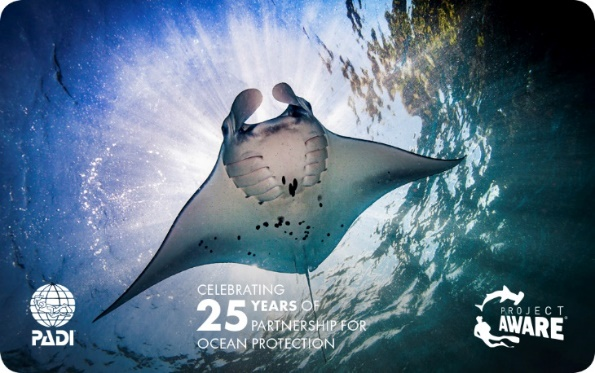 CELEBRATING
25 YEARS OF
PARTNERSHIP FOR
OCEAN PROTECTION
PADI
PROJECT
AWARE